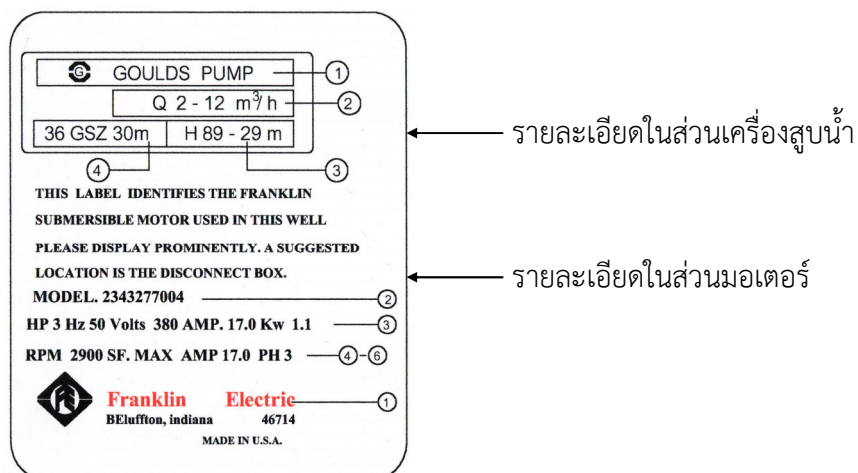 G GOULDS PUMP 1
Q 2 - 12 m³/ h 2
36 GSZ 30m H 89 - 29 m
4 3
รายละเอียดในส่วนเครื่องสูบน้ำ
THIS LABEL IDENTIFIES THE FRANKLIN
SUBMERSIBLE MOTOR USED IN THIS WELL
PLEASE DISPLAY PROMINENTLY. A SUGGESTED
LOCATION IS THE DISCONNECT BOX.
รายละเอียดในส่วนมอเตอร์
MODEL. 2343277004 2
HP 3 Hz 50 Volts 380 AMP. 17.0 Kw 1.1 3
RPM 2900 SF. MAX AMP 17.0 PH 3 4-6
FE Franklin Electric 1
BEluffton, indiana 46714
MADE IN U.S.A.